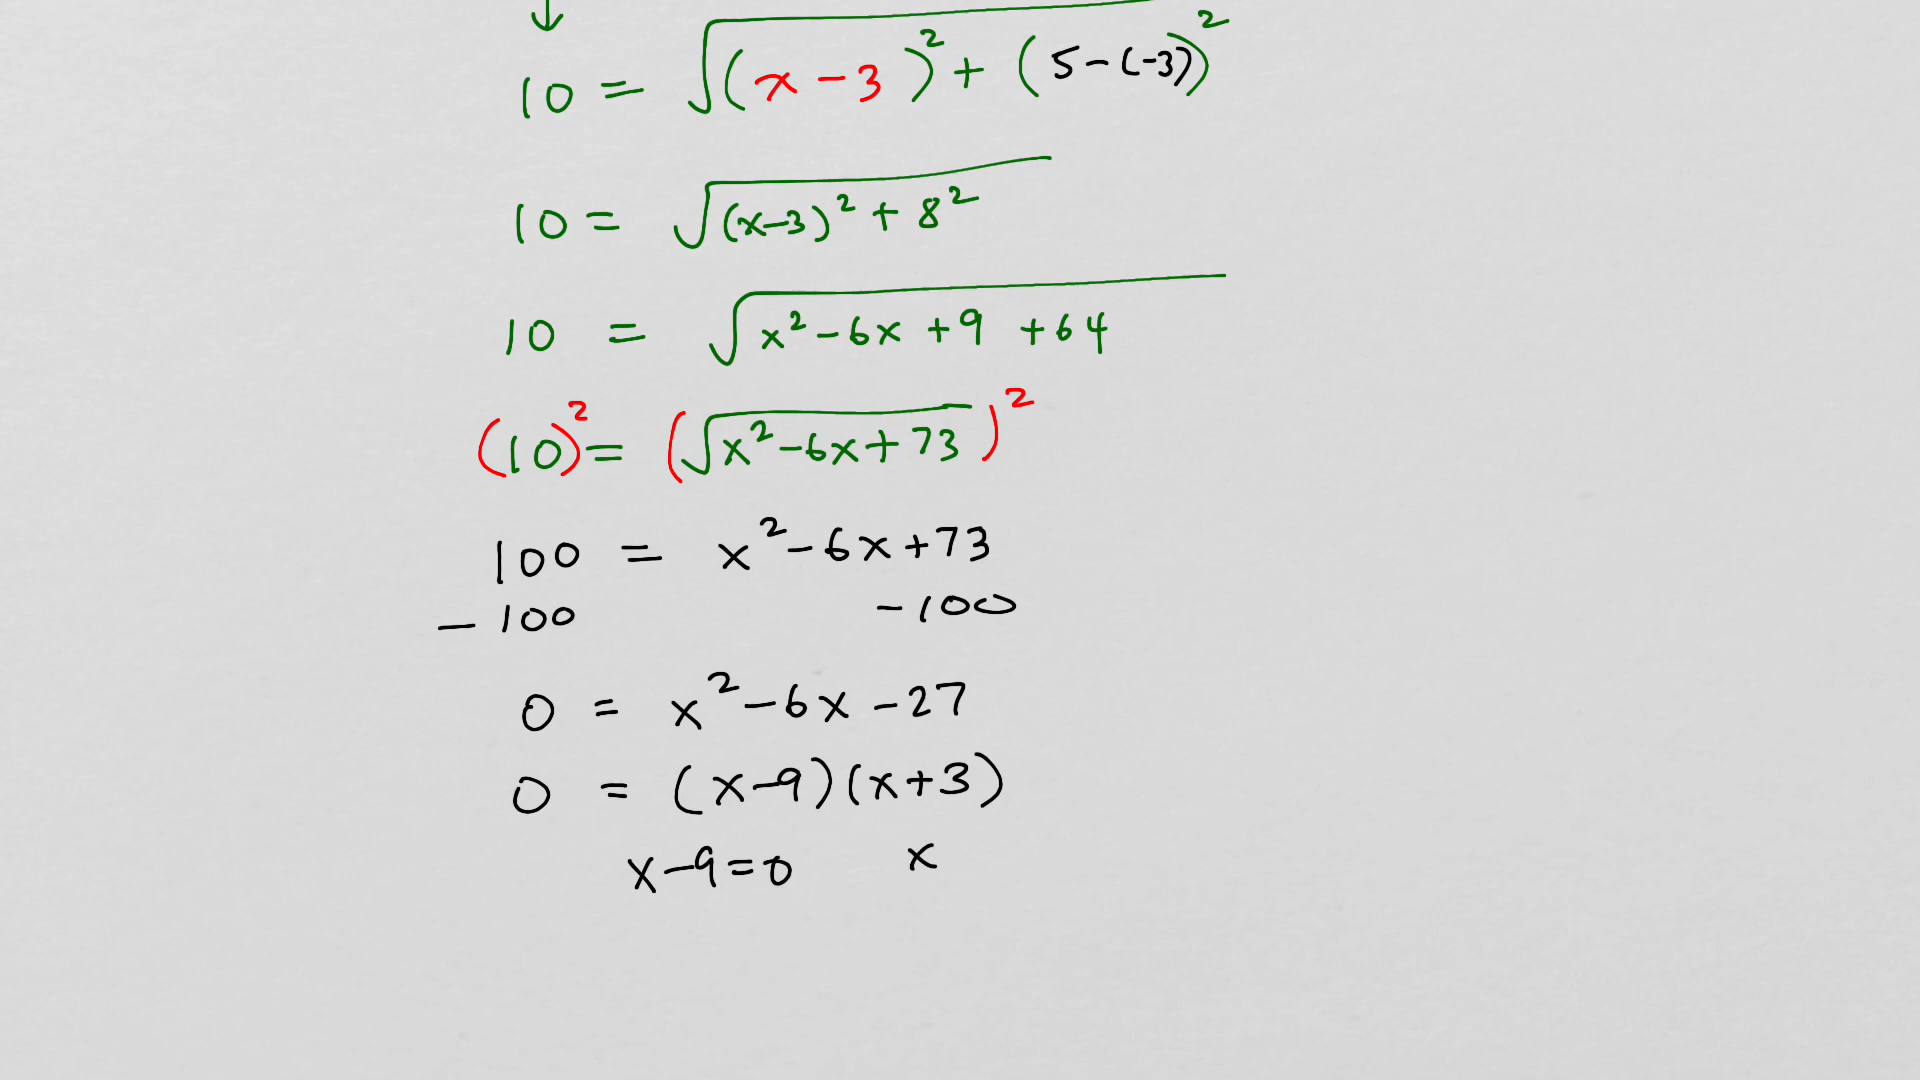 ↓
10 = √((x-3)² + (5-(-3))²)
10 = √((x-3)² + 8²)
10 = √(x²-6x+9 +64)
(10)² = (√(x²-6x+73))²
100 = x²-6x+73
-100 -100
0 = x²-6x-27
0 = (x-9)(x+3)
x-9=0 x